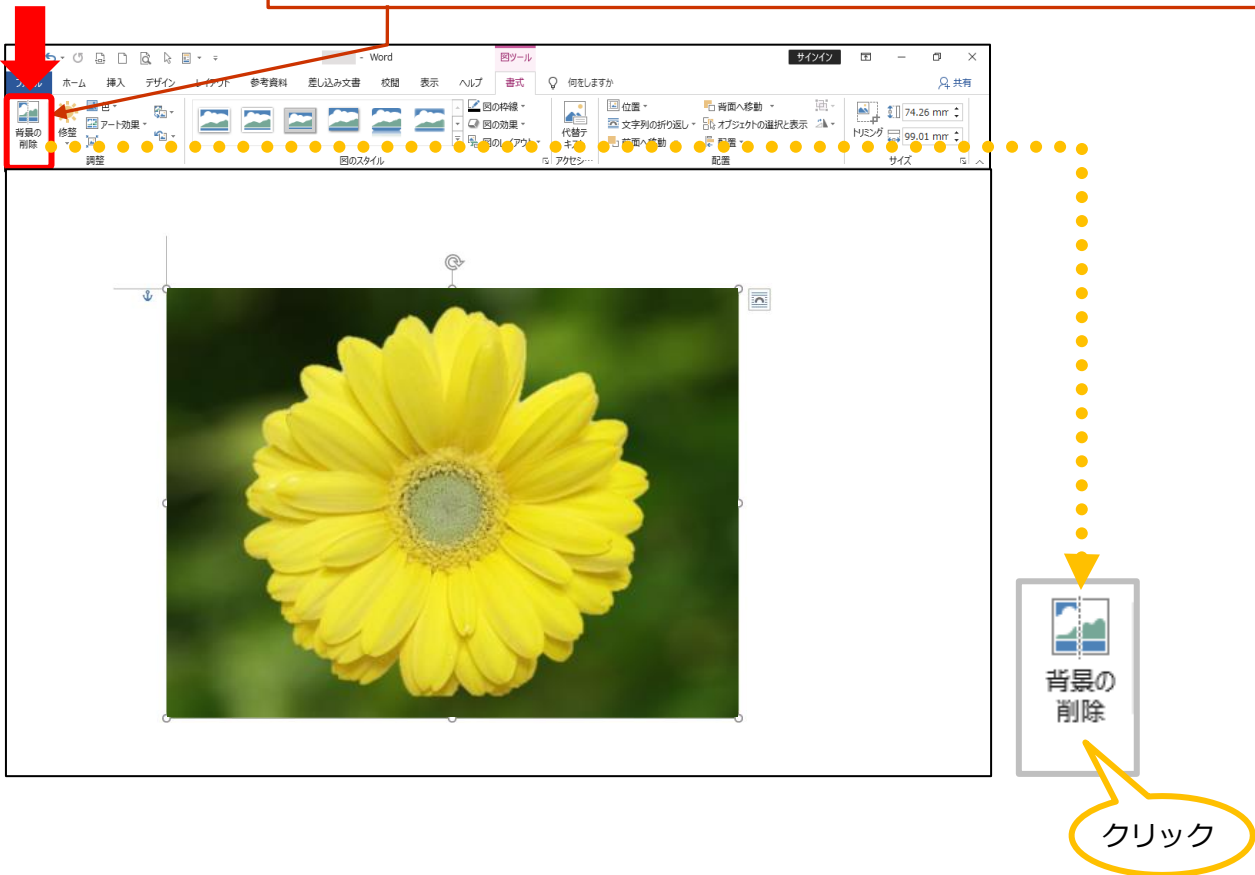 - Word
図ツール
サインイン
ホーム 挿入 デザイン レイアウト 参考資料 差し込み文書 校閲 表示 ヘルプ 書式 何をしますか 共有
背景の
削除
修整
色
アート効果
図の枠線
図の効果
図のレイアウト
代替テ
キスト
位置
文字列の折り返し
前面へ移動
背面へ移動
オブジェクトの選択と表示
配置
トリミング
74.26 mm
99.01 mm
調整 図のスタイル アクセシ… 配置 サイズ
背景の
削除
クリック